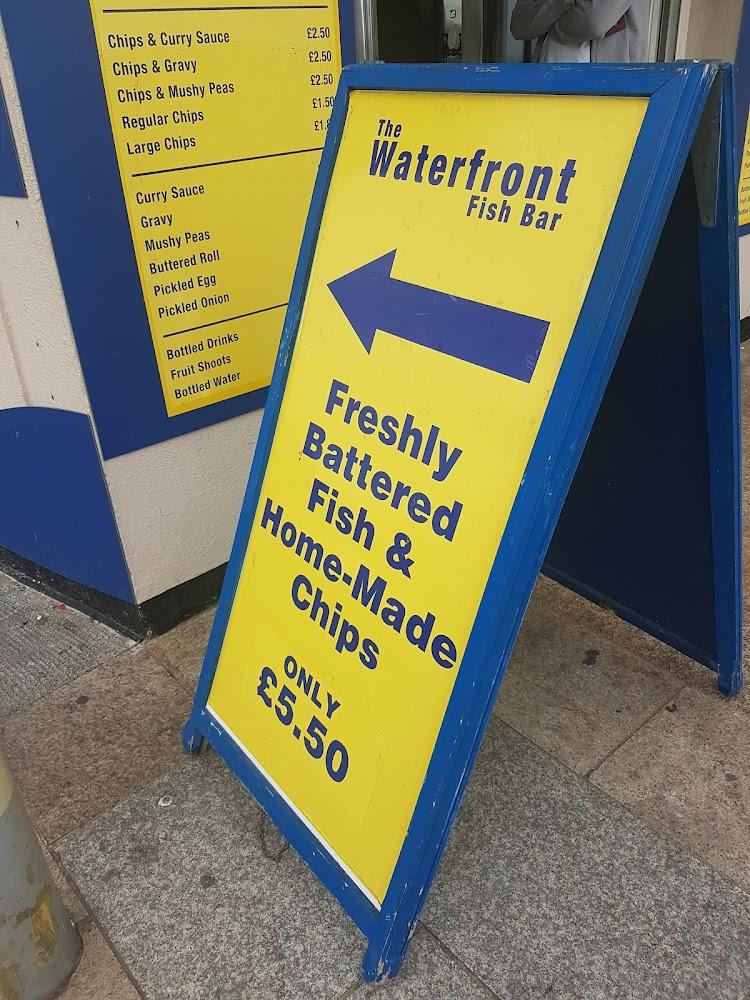 Chips & Curry Sauce £2.50
Chips & Gravy £2.50
Chips & Mushy Peas £2.50
Regular Chips £1.50
Large Chips
Curry Sauce
Gravy
Mushy Peas
Buttered Roll
Pickled Egg
Pickled Onion
Bottled Drinks
Fruit Shoots
Bottled Water
The
Waterfront
Fish Bar
Freshly
Battered
Fish &
Home-Made
Chips
ONLY
£5.50